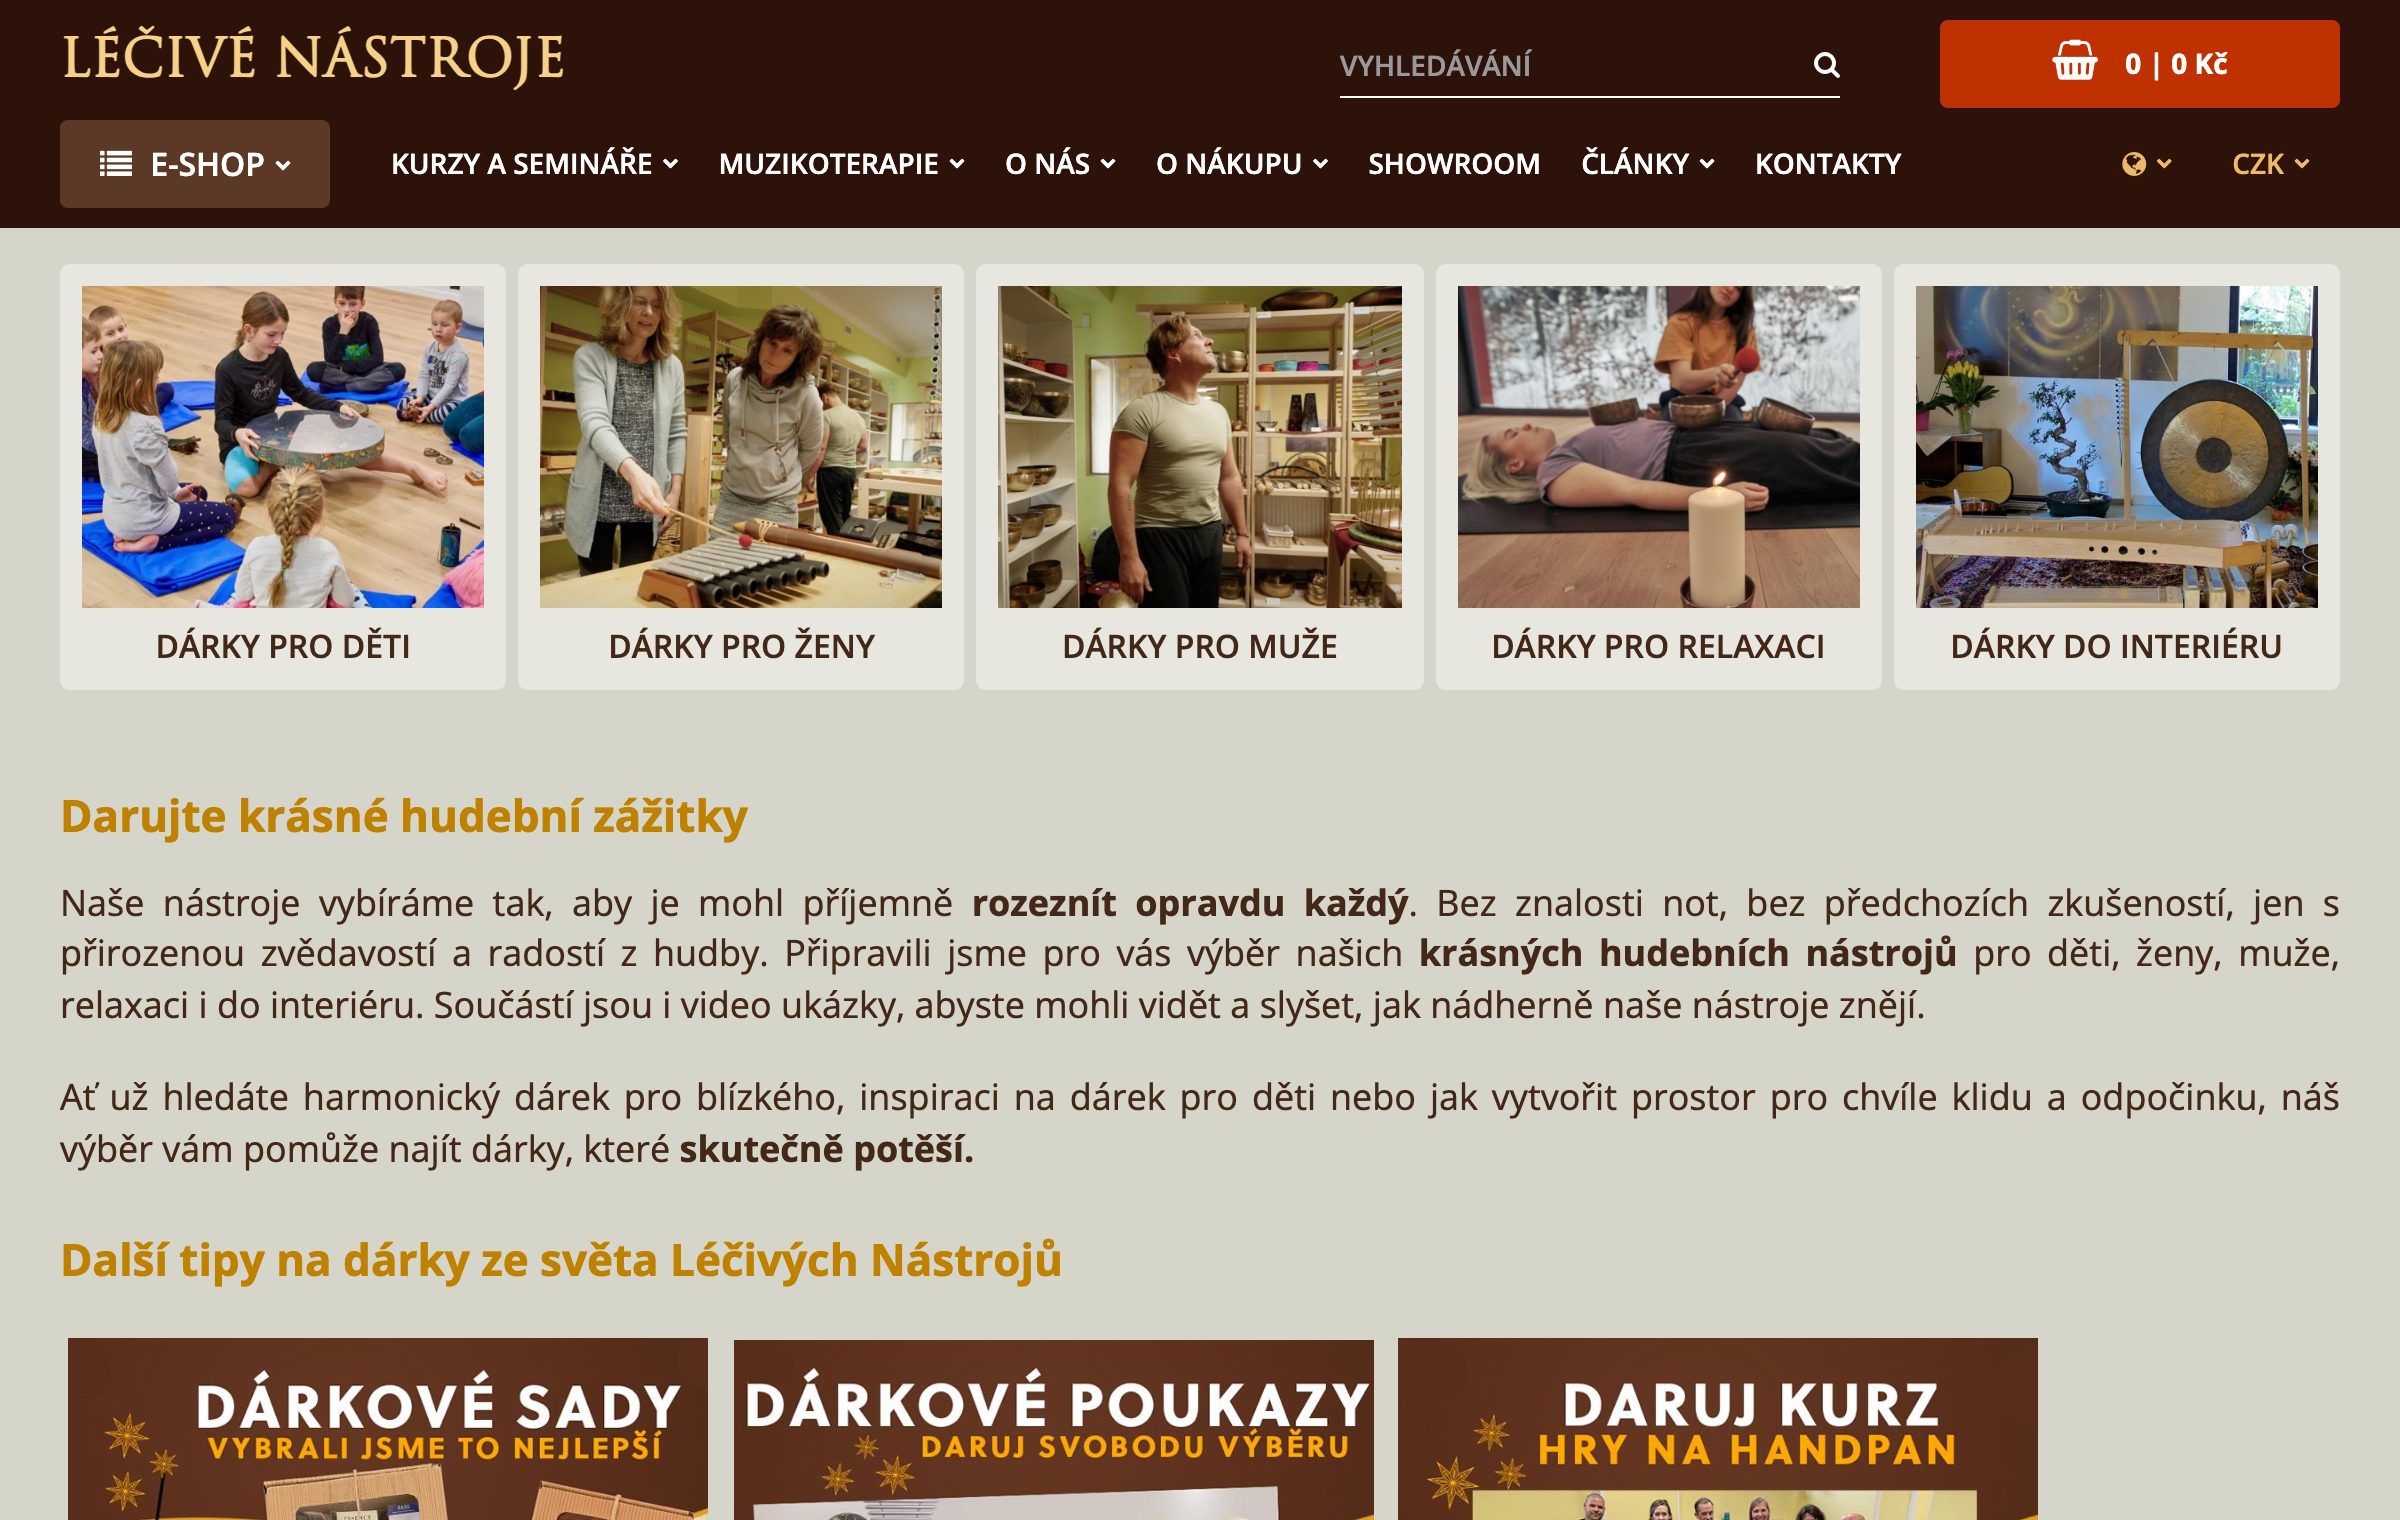 LÉČIVÉ NÁSTROJE
VYHLEDÁVÁNÍ
0 | 0 Kč
E-SHOP
KURZY A SEMINÁŘE
MUZIKOTERAPIE
O NÁS
O NÁKUPU
SHOWROOM
ČLÁNKY
KONTAKTY
CZK
DÁRKY PRO DĚTI
DÁRKY PRO ŽENY
DÁRKY PRO MUŽE
DÁRKY PRO RELAXACI
DÁRKY DO INTERIÉRU
Darujte krásné hudební zážitky
Naše nástroje vybíráme tak, aby je mohl příjemně rozeznít opravdu každý. Bez znalosti not, bez předchozích zkušeností, jen s
přirozenou zvědavostí a radostí z hudby. Připravili jsme pro vás výběr našich krásných hudebních nástrojů pro děti, ženy, muže,
relaxaci i do interiéru. Součástí jsou i video ukázky, abyste mohli vidět a slyšet, jak nádherně naše nástroje znějí.
Ať už hledáte harmonický dárek pro blízkého, inspiraci na dárek pro děti nebo jak vytvořit prostor pro chvíle klidu a odpočinku, náš
výběr vám pomůže najít dárky, které skutečně potěší.
Další tipy na dárky ze světa Léčivých Nástrojů
DÁRKOVÉ SADY
VYBRALI JSME TO NEJLEPŠÍ
DÁRKOVÉ POUKAZY
DARUJ SVOBODU VÝBĚRU
DARUJ KURZ
HRY NA HANDPAN